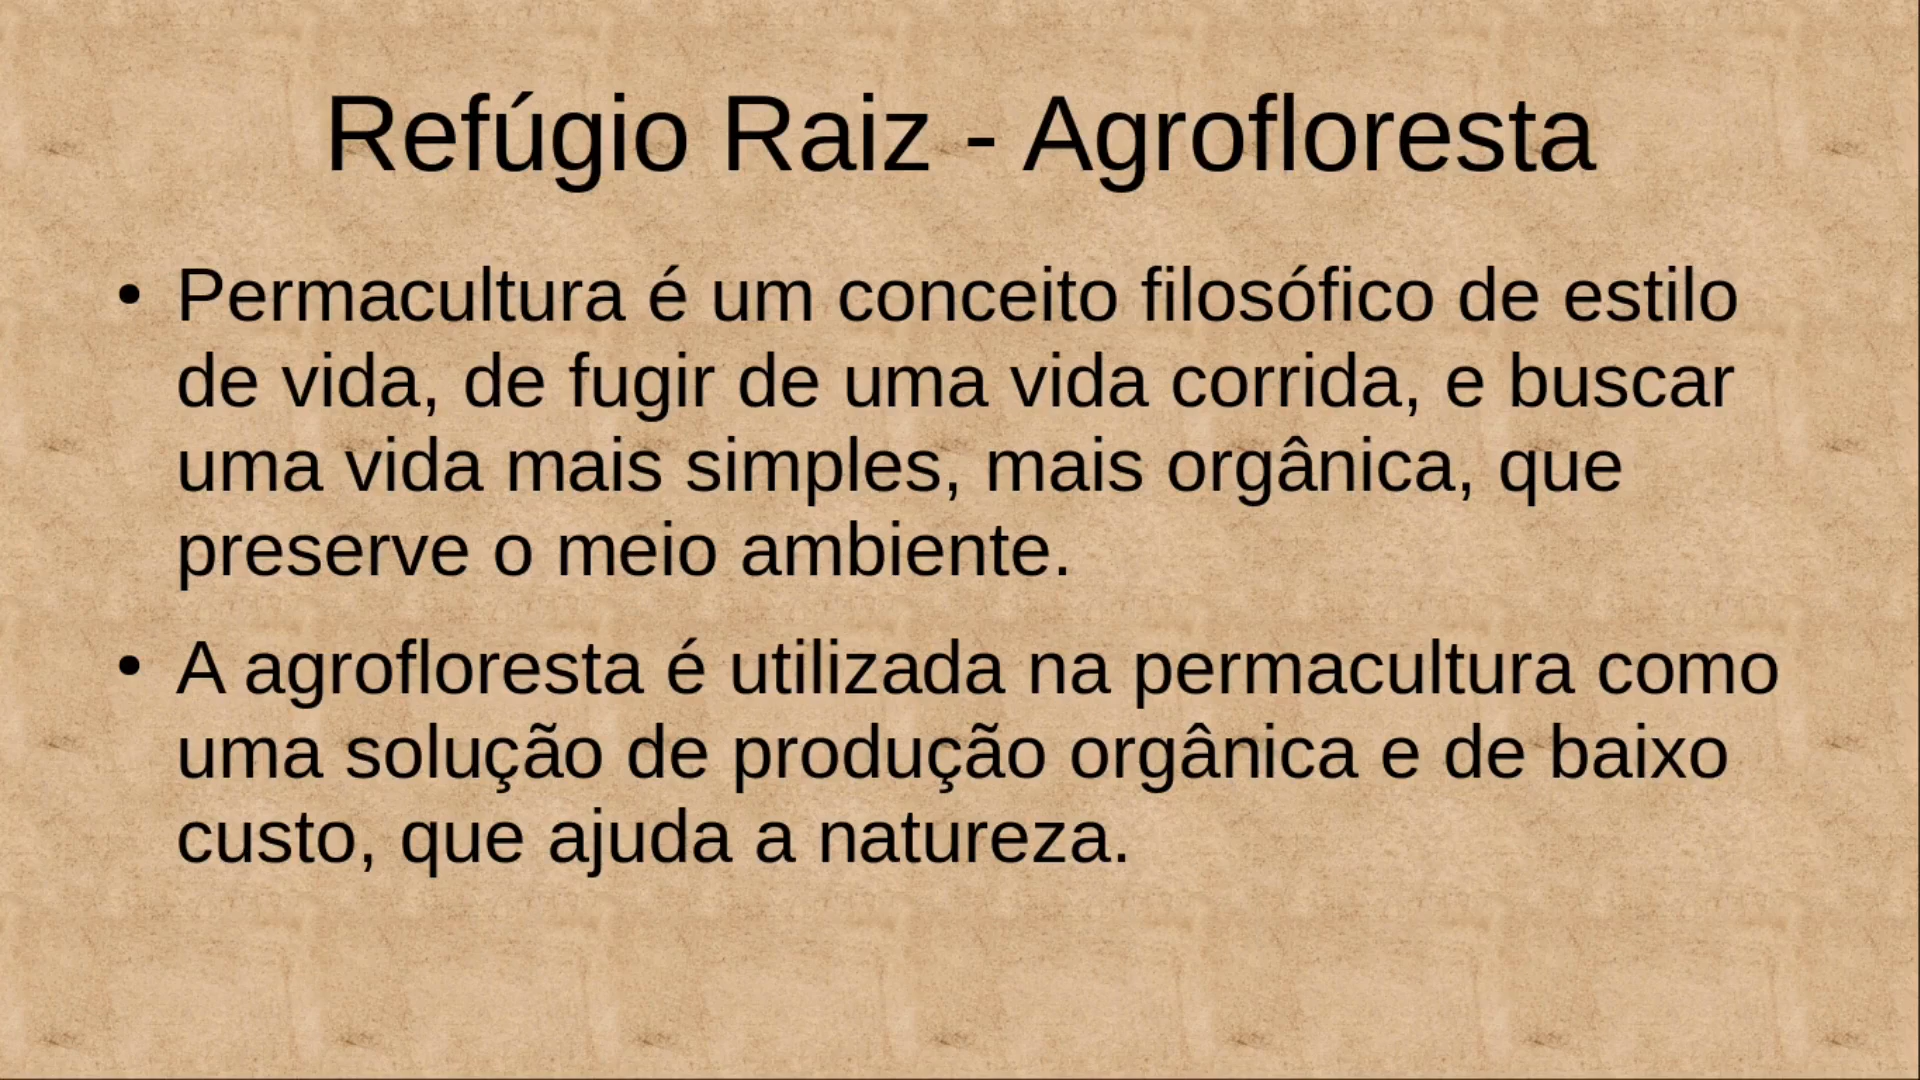 Refúgio Raiz - Agrofloresta
• Permacultura é um conceito filosófico de estilo
de vida, de fugir de uma vida corrida, e buscar
uma vida mais simples, mais orgânica, que
preserve o meio ambiente.
• A agrofloresta é utilizada na permacultura como
uma solução de produção orgânica e de baixo
custo, que ajuda a natureza.